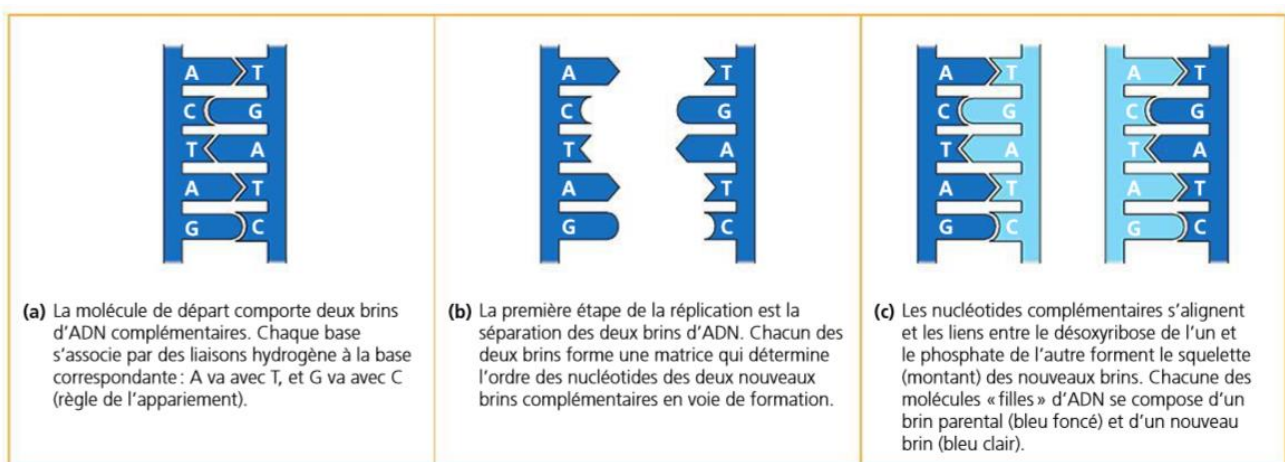 A T
C G
T A
A T
G C
(a) La molécule de départ comporte deux brins
d’ADN complémentaires. Chaque base
s’associe par des liaisons hydrogène à la base
correspondante : A va avec T, et G va avec C
(règle de l’appariement).
A T
C G
T A
A T
G C
(b) La première étape de la réplication est la
séparation des deux brins d’ADN. Chacun des
deux brins forme une matrice qui détermine
l’ordre des nucléotides des deux nouveaux
brins complémentaires en voie de formation.
A T A T
C G C G
T A T A
A T A T
G C G C
(c) Les nucléotides complémentaires s’alignent
et les liens entre le désoxyribose de l’un et
le phosphate de l’autre forment le squelette
(montant) des nouveaux brins. Chacune des
molécules « filles » d’ADN se compose d’un
brin parental (bleu foncé) et d’un nouveau
brin (bleu clair).